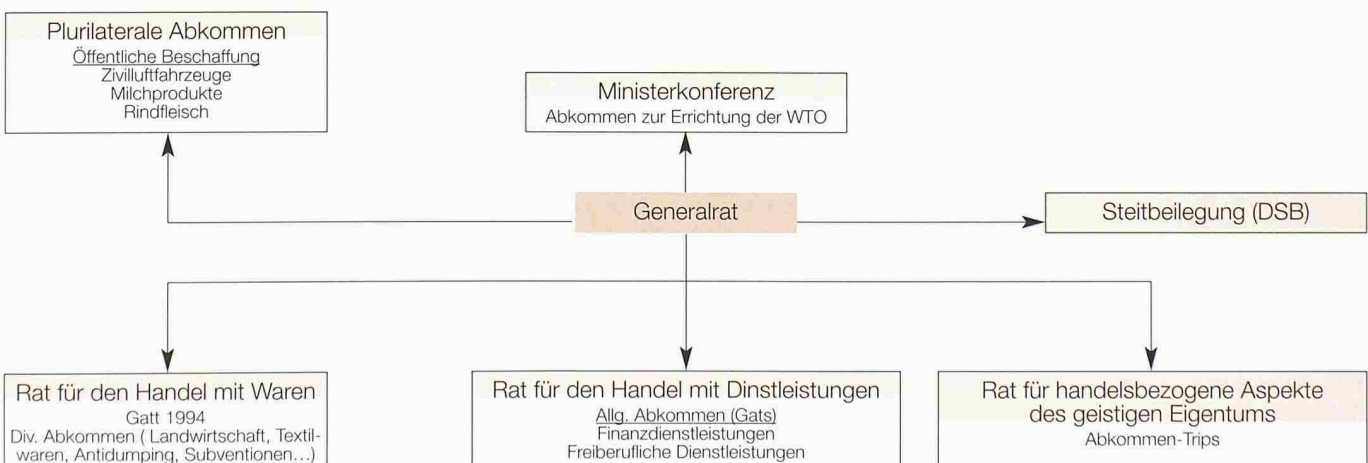 Plurilaterale Abkommen
Öffentliche Beschaffung
Zivilluftfahrzeuge
Milchprodukte
Rindfleisch
Ministerkonferenz
Abkommen zur Errichtung der WTO
Generalrat
Steitbeilegung (DSB)
Rat für den Handel mit Waren
Gatt 1994
Div. Abkommen ( Landwirtschaft, Textil-
waren, Antidumping, Subventionen...)
Rat für den Handel mit Dinstleistungen
Allg. Abkommen (Gats)
Finanzdienstleistungen
Freiberufliche Dienstleistungen
Rat für handelsbezogene Aspekte
des geistigen Eigentums
Abkommen-Trips